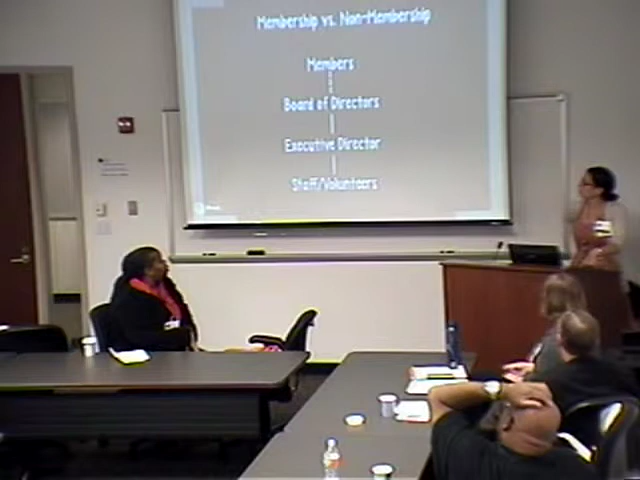 Membership vs. Non-Membership
Members
Board of Directors
Executive Director
Staff/Volunteers